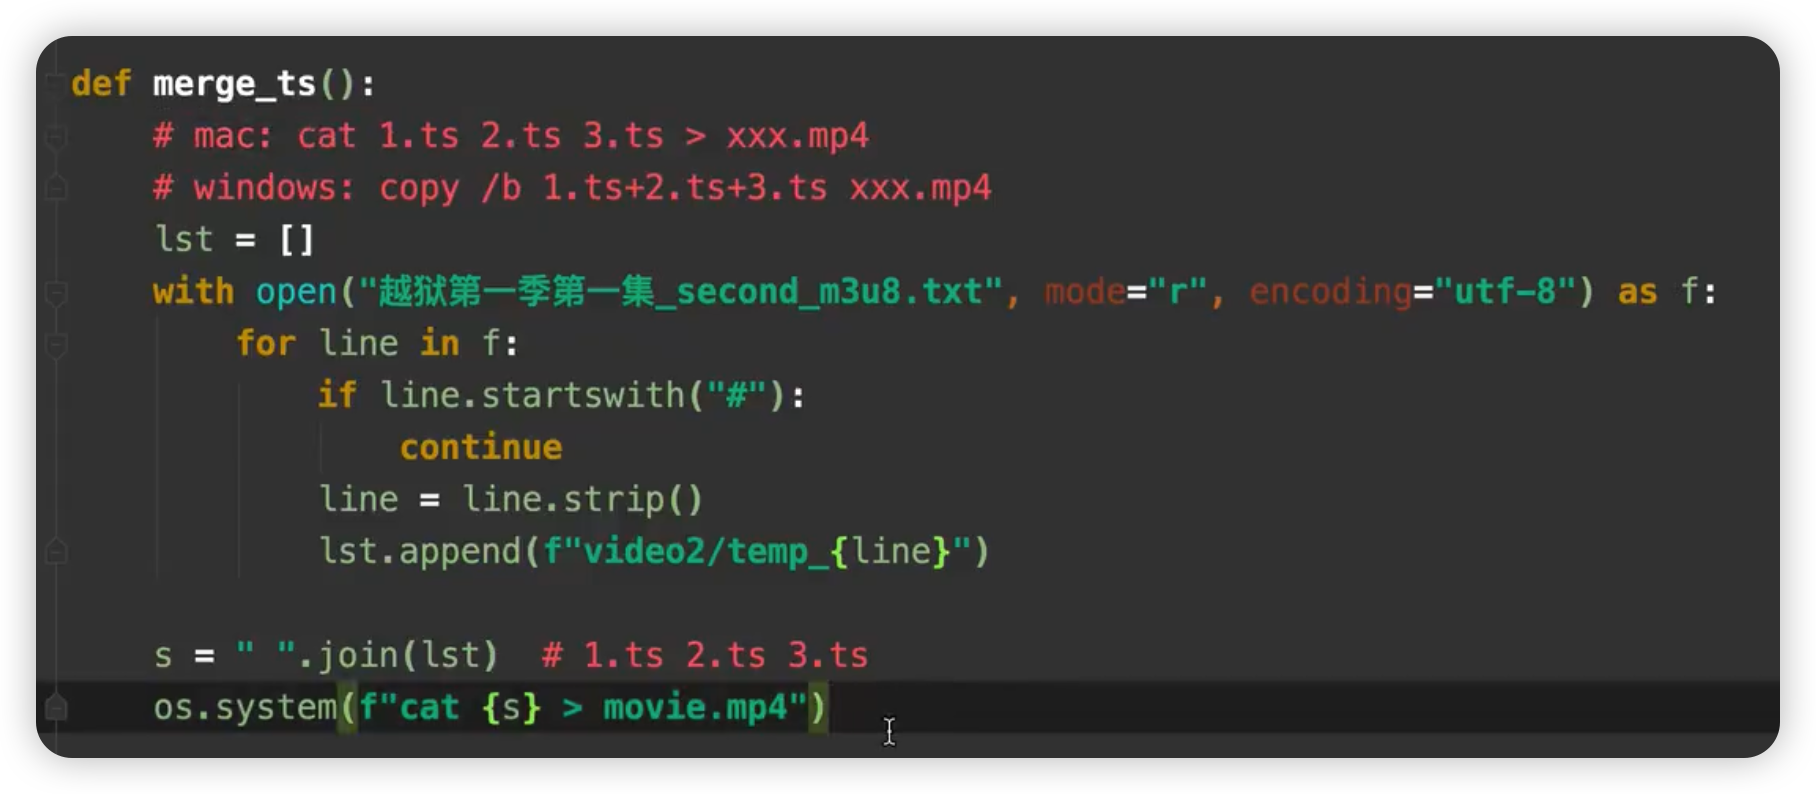 def merge_ts():
    # mac: cat 1.ts 2.ts 3.ts > xxx.mp4
    # windows: copy /b 1.ts+2.ts+3.ts xxx.mp4
    lst = []
    with open("越狱第一季第一集_second_m3u8.txt", mode="r", encoding="utf-8") as f:
        for line in f:
            if line.startswith("#"):
                continue
            line = line.strip()
            lst.append(f"video2/temp_{line}")
    s = " ".join(lst)  # 1.ts 2.ts 3.ts
    os.system(f"cat {s} > movie.mp4")